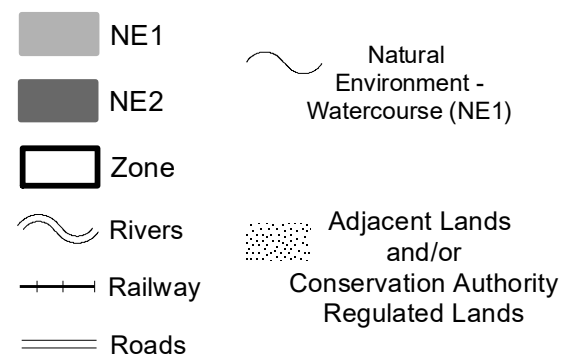 NE1
NE2
Zone
Rivers
Railway
Roads
Natural
Environment -
Watercourse (NE1)
Adjacent Lands
and/or
Conservation Authority
Regulated Lands